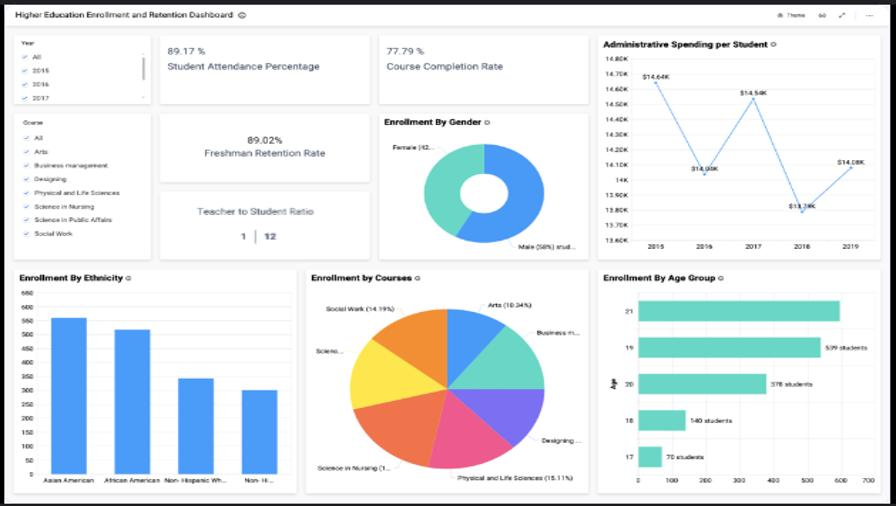 Higher Education Enrollment and Retention Dashboard
Theme
Year
All
2015
2016
2017
89.17 %
Student Attendance Percentage
77.79 %
Course Completion Rate
Administrative Spending per Student
14.80K
14.70K
14.60K
14.50K
14.40K
14.30K
14.20K
14.10K
14K
13.90K
13.80K
13.70K
13.60K
$14.64K
$14.04K
$14.54K
$13.79K
$14.08K
2015
2016
2017
2018
2019
Course
All
Arts
Business management
Designing
Physical and Life Sciences
Science in Nursing
Science in Public Affairs
Social Work
89.02%
Freshman Retention Rate
Teacher to Student Ratio
1 | 12
Enrollment By Gender
Female (42...
Male (58%) stud...
Enrollment By Ethnicity
650
600
550
500
450
400
350
300
250
200
150
100
50
0
Asian American
African American
Non- Hispanic Wh...
Non- Hi...
Enrollment by Courses
Social Work (14.19%)
Arts (10.34%)
Business m...
Scienc...
Designing ...
Science in Nursing (1...
Physical and Life Sciences (15.11%)
Enrollment By Age Group
Age
21
19
539 students
20
378 students
18
140 students
17
70 students
0
100
200
300
400
500
600
700